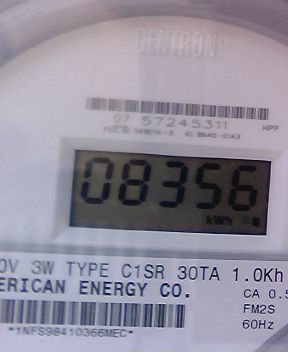 CENTRON
07 57245311 HPP
08356
kWh
0V 3W TYPE C1SR 30TA 1.0Kh
ERICAN ENERGY CO. CA 0.5
FM2S
*1NFS98410366MEC* 60Hz